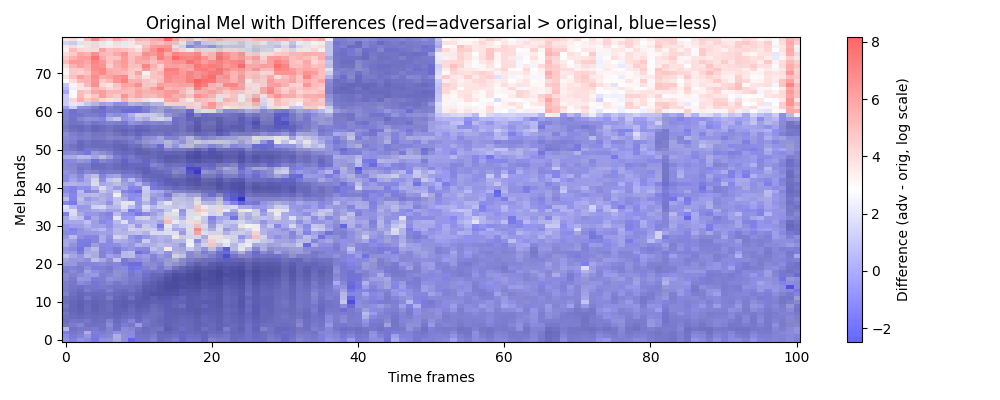 Original Mel with Differences (red=adversarial > original, blue=less)
Mel bands
70
60
50
40
30
20
10
0
0 20 40 60 80 100
Time frames
8
6
4
2
0
−2
Difference (adv - orig, log scale)